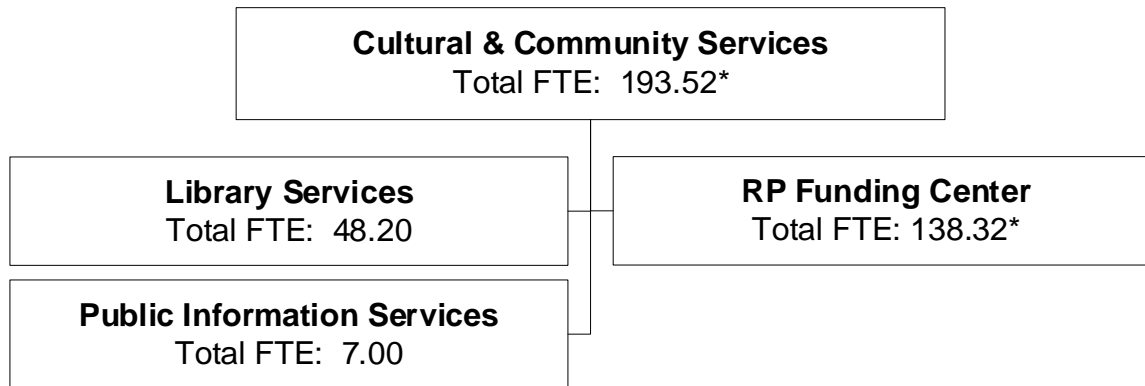 Cultural & Community Services
Total FTE: 193.52*
Library Services
Total FTE: 48.20
RP Funding Center
Total FTE: 138.32*
Public Information Services
Total FTE: 7.00